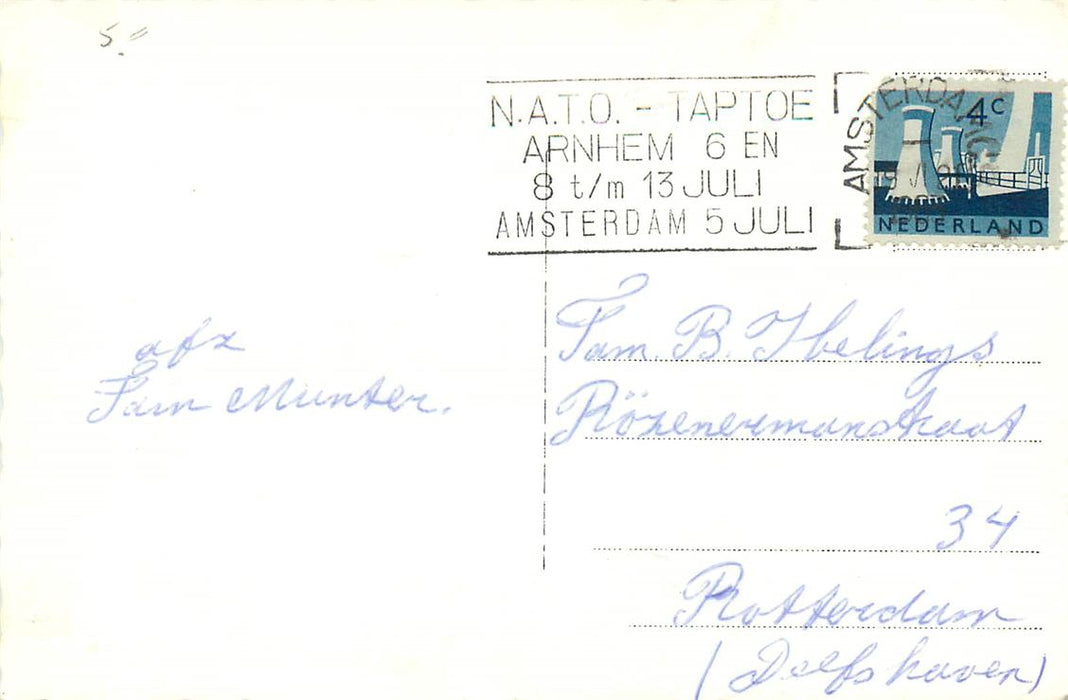 5.=
N.A.T.O. - TAPTOE
ARNHEM 6 EN
8 t/m 13 JULI
AMSTERDAM 5 JULI
AMSTERDAM
4c
NEDERLAND
afz
Fam Munter.
Fam. B. Ibelings
Rözenermanstraat
34
Rotterdam
(Delfshaven)